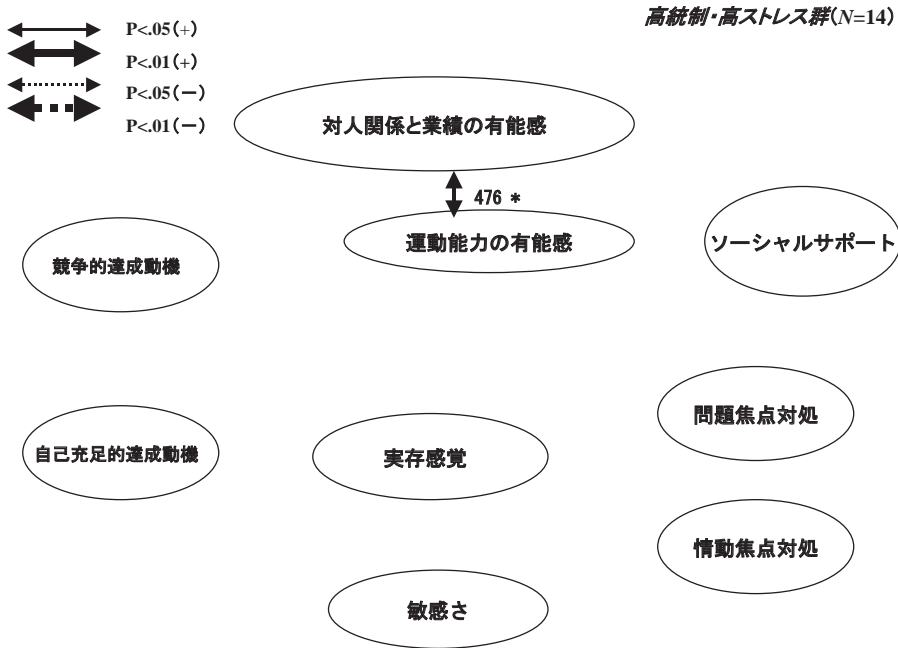 高統制・高ストレス群(N=14)
P<.05(+)
P<.01(+)
P<.05(ー)
P<.01(ー)
対人関係と業績の有能感
476 *
運動能力の有能感
ソーシャルサポート
競争的達成動機
問題焦点対処
自己充足的達成動機
実存感覚
情動焦点対処
敏感さ